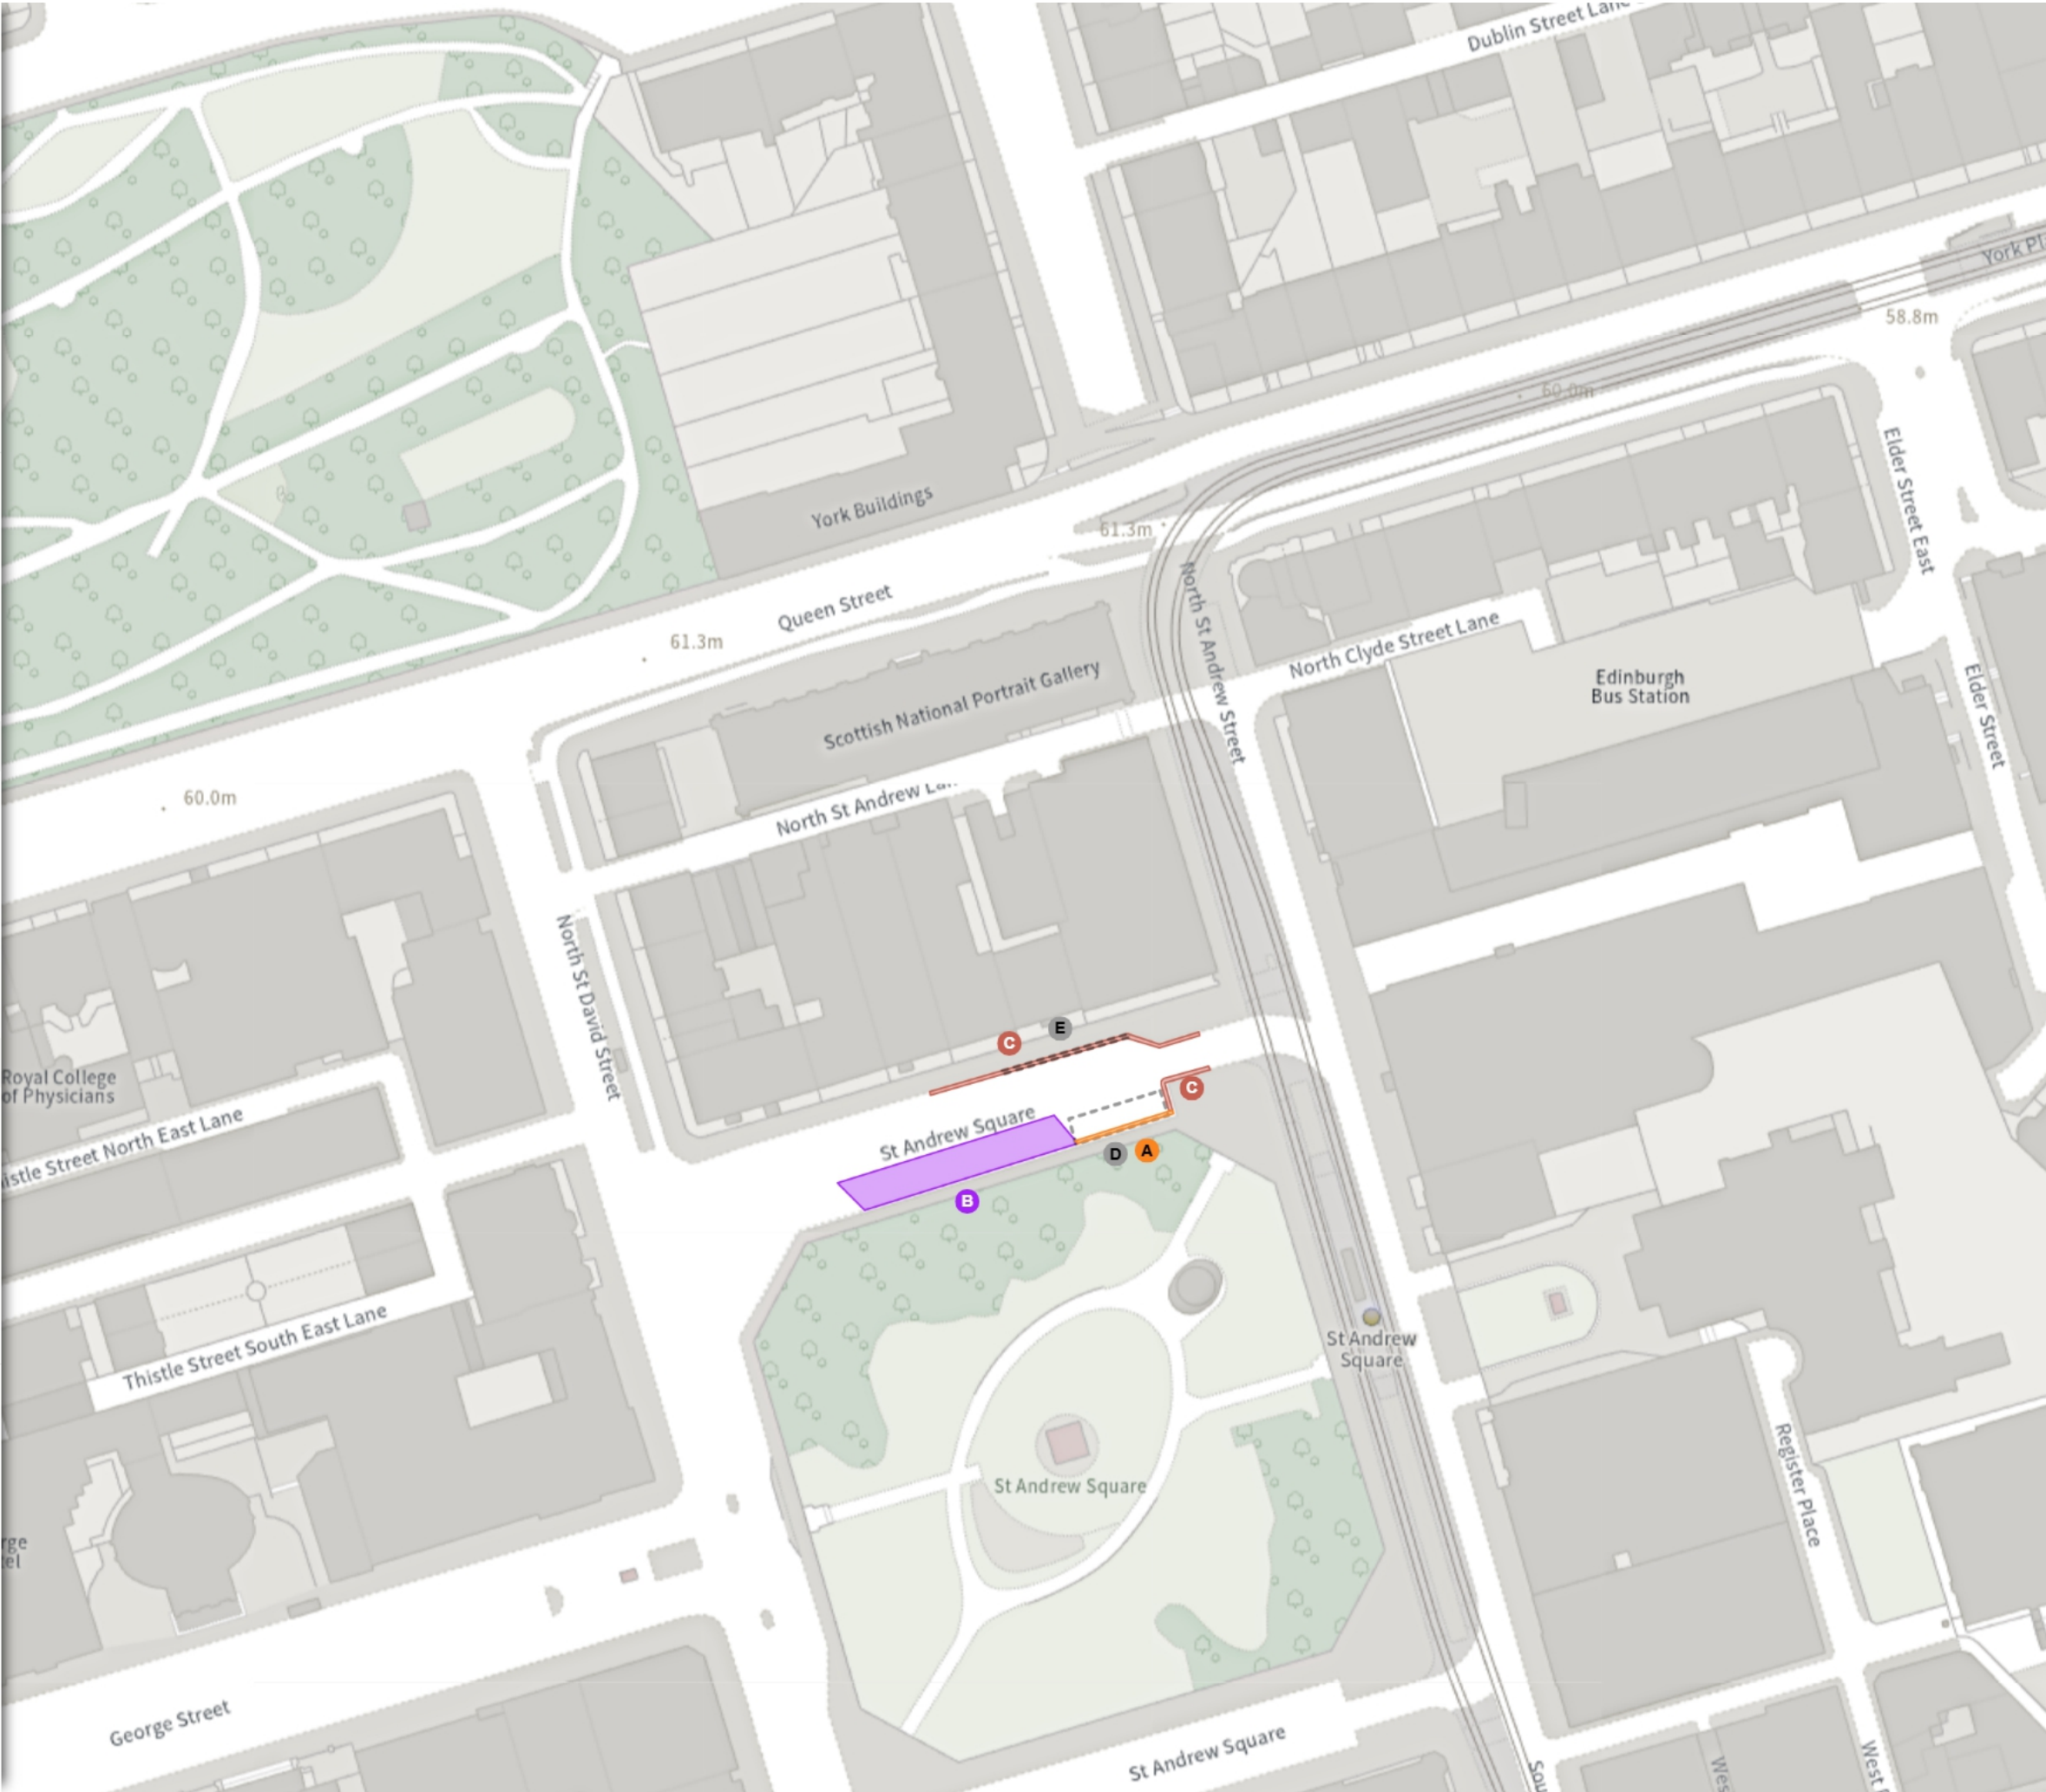 Dublin Street Lane
York Pl
58.8m
60.0m
Elder Street East
York Buildings
61.3m
North St Andrew Street
Queen Street
61.3m
North Clyde Street Lane
Edinburgh
Bus Station
Elder Street
Scottish National Portrait Gallery
60.0m
North St Andrew
North St David Street
E
C
Royal College
of Physicians
C
St Andrew Square
istle Street North East Lane
D
A
B
St Andrew
Square
Thistle Street South East Lane
St Andrew Square
Register Place
rge
tel
George Street
St Andrew Square
Sou
Wes
West